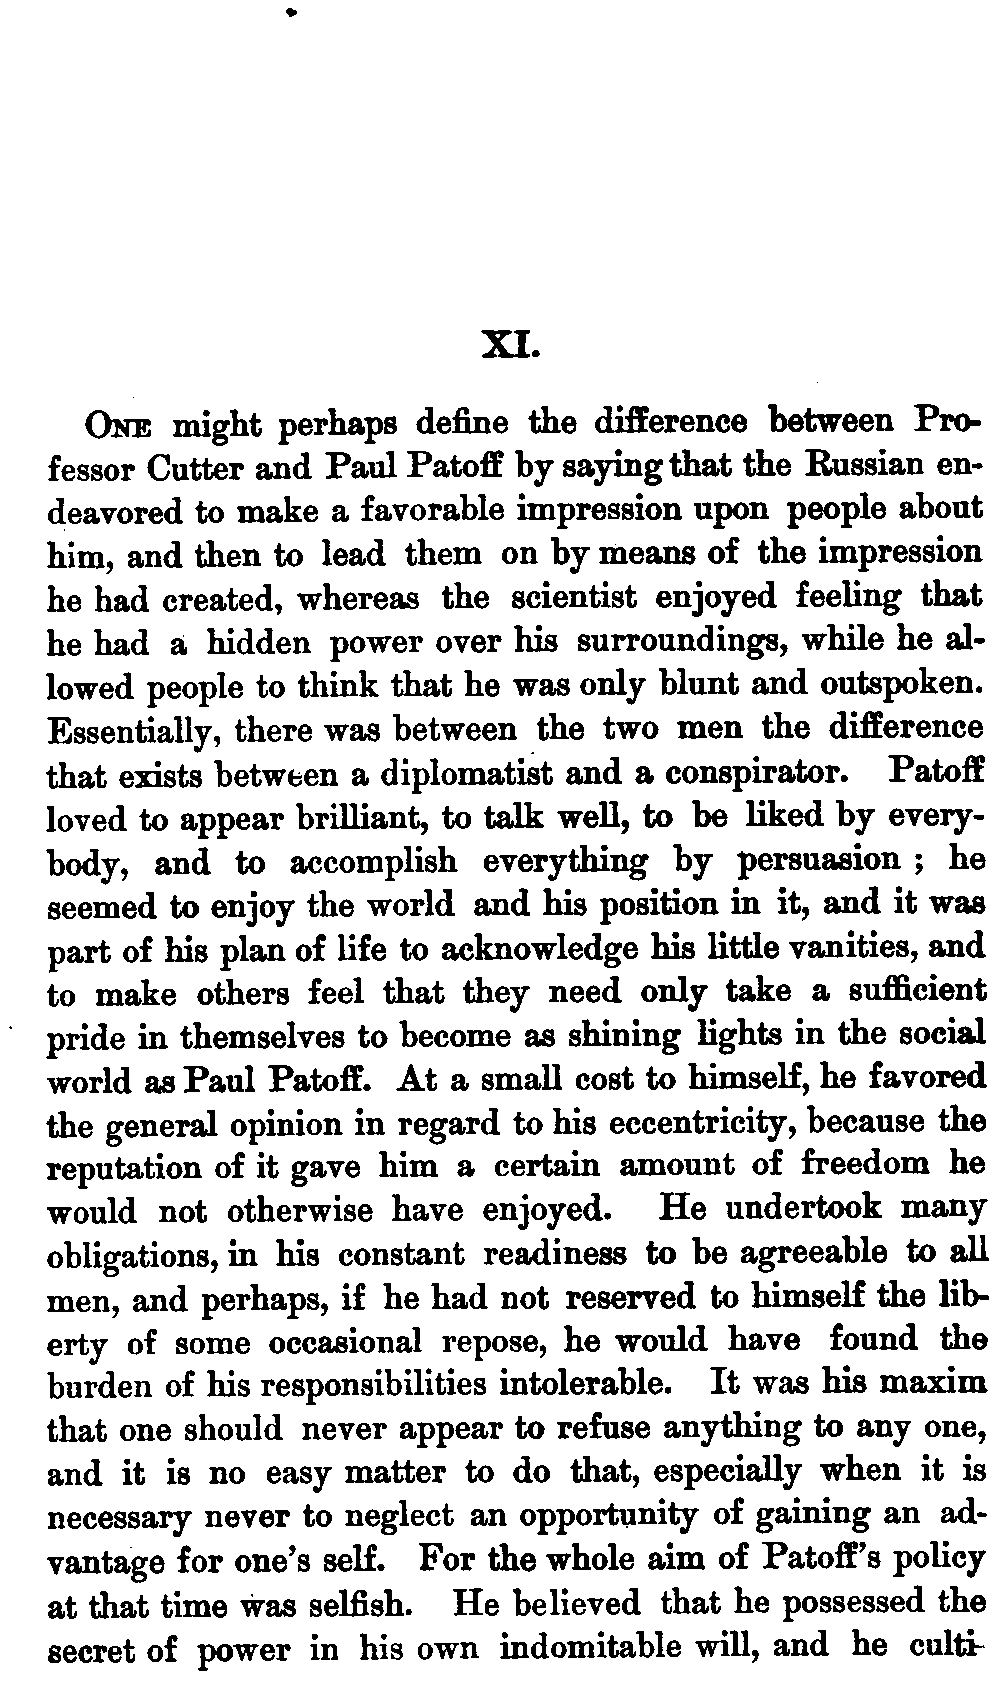 XI.
One might perhaps define the difference between Pro-
fessor Cutter and Paul Patoff by saying that the Russian en-
deavored to make a favorable impression upon people about
him, and then to lead them on by means of the impression
he had created, whereas the scientist enjoyed feeling that
he had a hidden power over his surroundings, while he al-
lowed people to think that he was only blunt and outspoken.
Essentially, there was between the two men the difference
that exists between a diplomatist and a conspirator. Patoff
loved to appear brilliant, to talk well, to be liked by every-
body, and to accomplish everything by persuasion ; he
seemed to enjoy the world and his position in it, and it was
part of his plan of life to acknowledge his little vanities, and
to make others feel that they need only take a sufficient
pride in themselves to become as shining lights in the social
world as Paul Patoff. At a small cost to himself, he favored
the general opinion in regard to his eccentricity, because the
reputation of it gave him a certain amount of freedom he
would not otherwise have enjoyed. He undertook many
obligations, in his constant readiness to be agreeable to all
men, and perhaps, if he had not reserved to himself the lib-
erty of some occasional repose, he would have found the
burden of his responsibilities intolerable. It was his maxim
that one should never appear to refuse anything to any one,
and it is no easy matter to do that, especially when it is
necessary never to neglect an opportunity of gaining an ad-
vantage for one's self. For the whole aim of Patoff's policy
at that time was selfish. He believed that he possessed the
secret of power in his own indomitable will, and he culti-